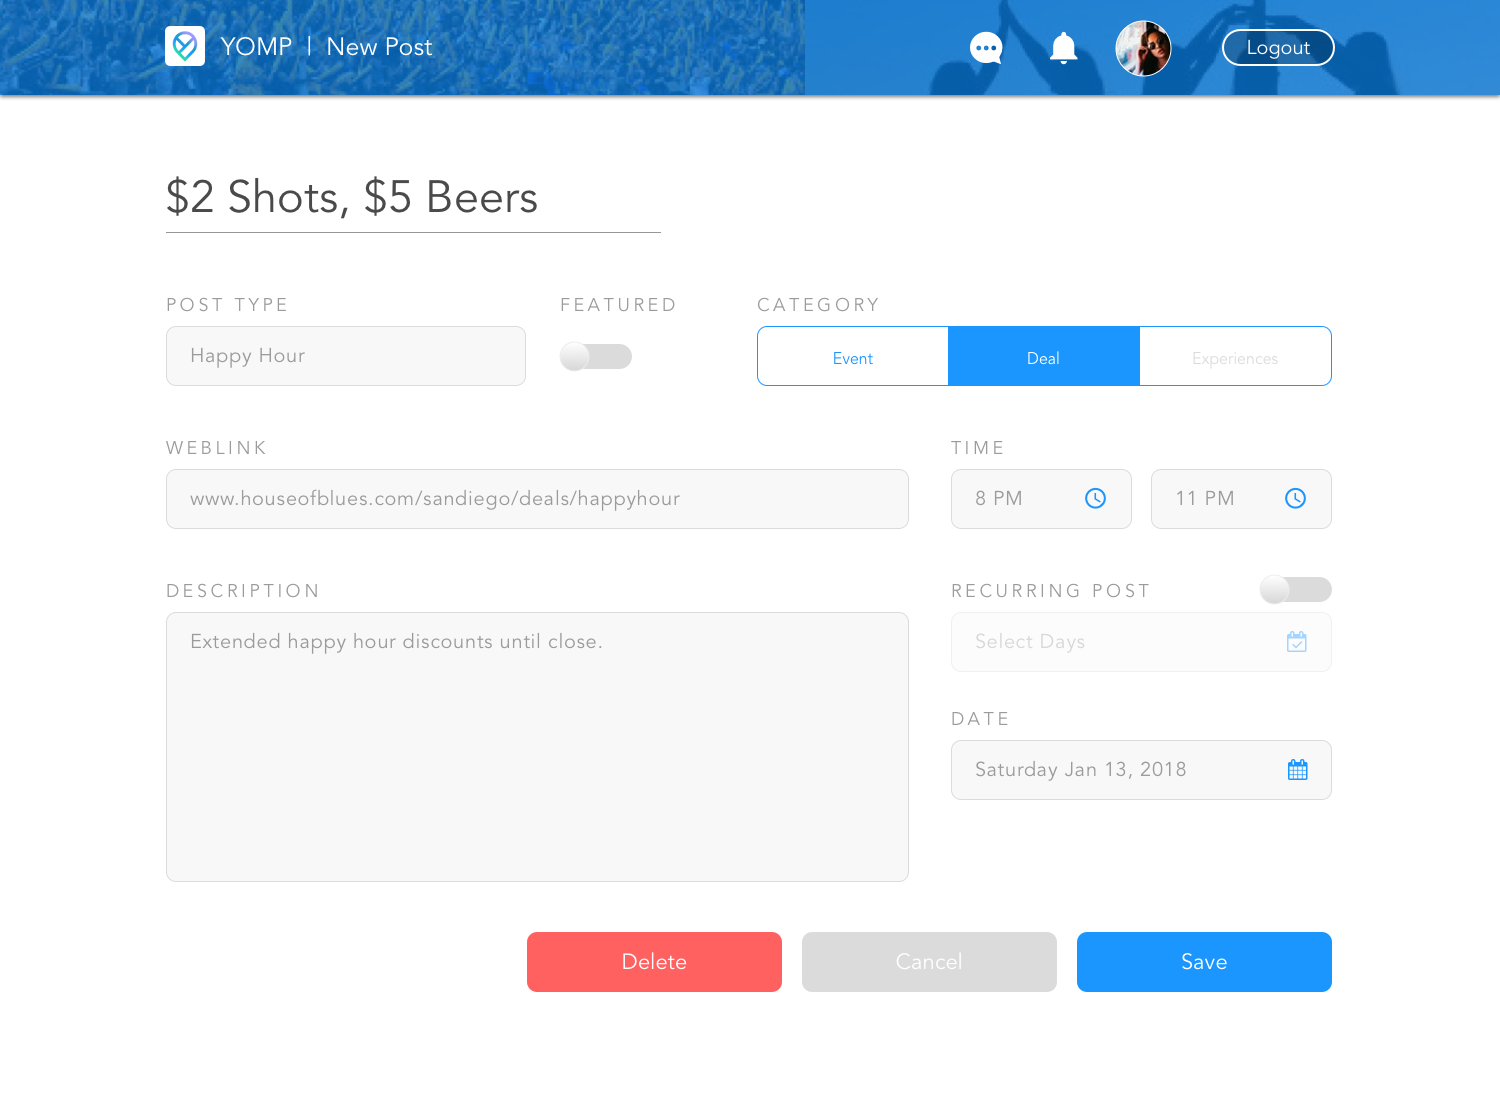 YOMP | New Post
Logout
$2 Shots, $5 Beers
POST TYPE
FEATURED
CATEGORY
Happy Hour
Event
Deal
Experiences
WEBLINK
TIME
www.houseofblues.com/sandiego/deals/happyhour
8 PM
11 PM
DESCRIPTION
RECURRING POST
Extended happy hour discounts until close.
Select Days
DATE
Saturday Jan 13, 2018
Delete
Cancel
Save